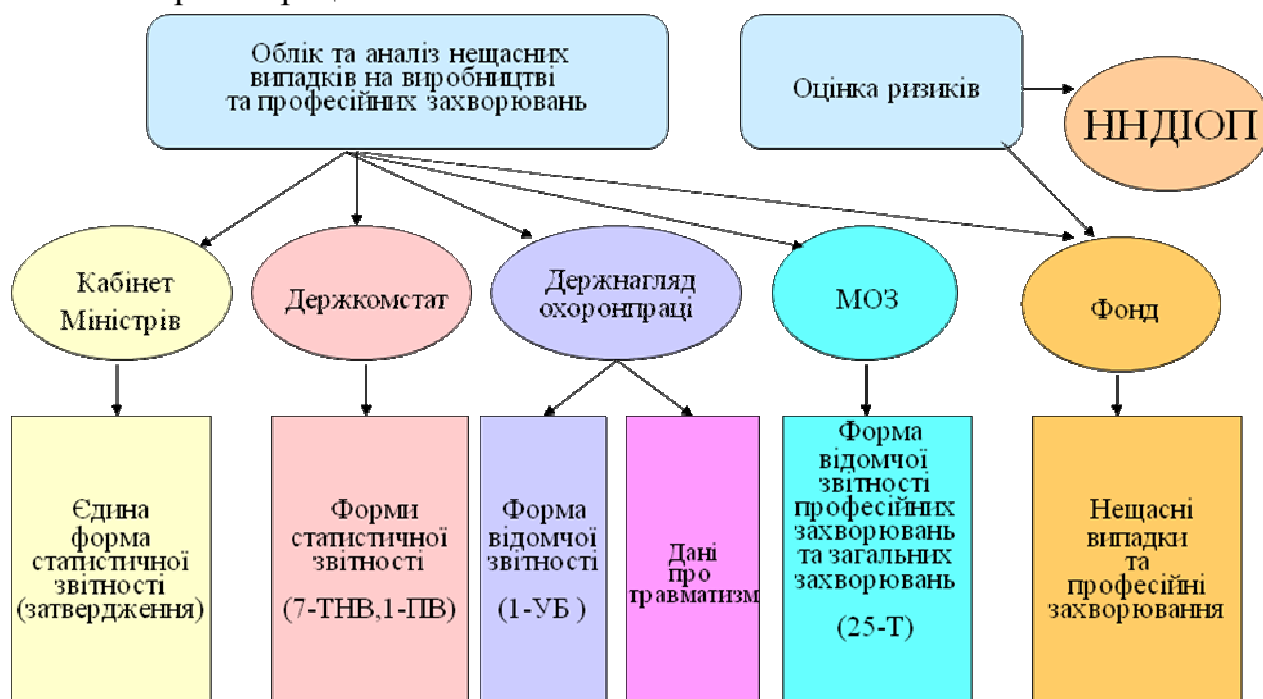 Облік та аналіз нещасних
випадків на виробництві
та професійних захворювань
Оцінка ризиків
ННДІОП
Кабінет
Міністрів
Держкомстат
Держнагляд
охоронпраці
МОЗ
Фонд
Єдина
форма
статистичної
звітності
(затвердження)
Форми
статистичної
звітності
(7-ТНВ,1-ПВ)
Форма
відомчої
звітності
(1-УБ )
Дані
про
травматизм
Форма
відомчої
звітності
професійних
захворювань
та загальних
захворювань
(25-Т)
Нещасні
випадки
та
професійні
захворювання